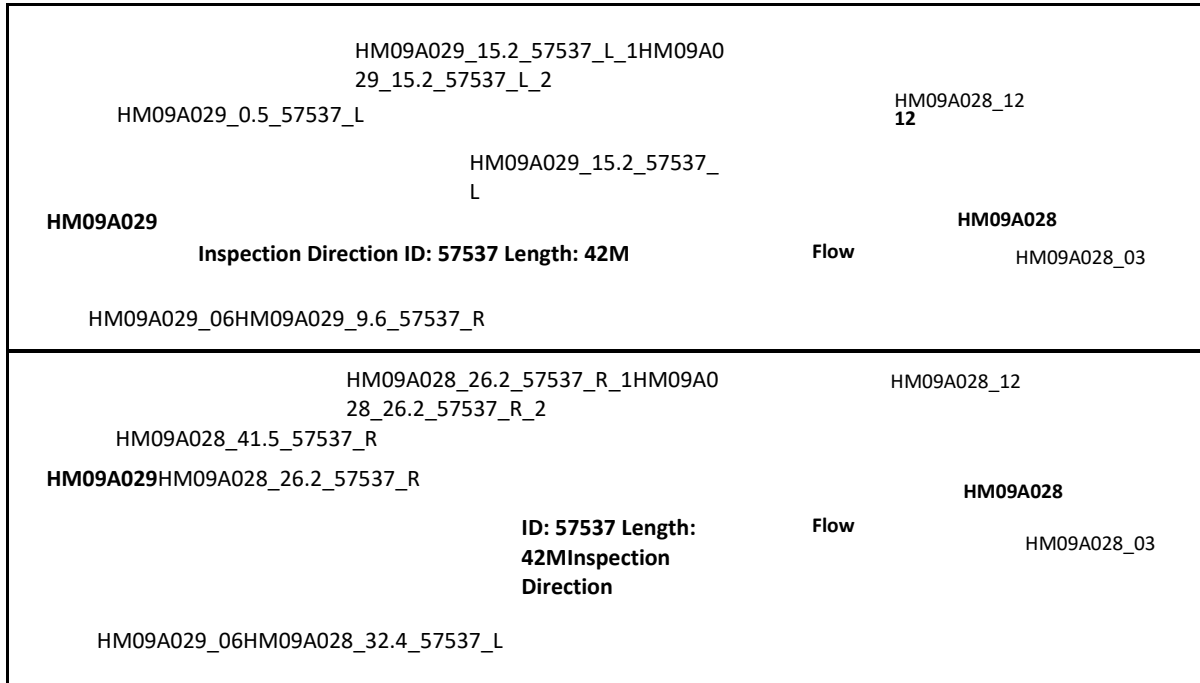 HM09A029_15.2_57537_L_1HM09A0
29_15.2_57537_L_2
HM09A028_12
12
HM09A029_0.5_57537_L
HM09A029_15.2_57537_
L
HM09A029
HM09A028
Inspection Direction ID: 57537 Length: 42M
Flow
HM09A028_03
HM09A029_06HM09A029_9.6_57537_R
HM09A028_26.2_57537_R_1HM09A0
28_26.2_57537_R_2
HM09A028_12
HM09A028_41.5_57537_R
HM09A029HM09A028_26.2_57537_R
HM09A028
ID: 57537 Length:
42MInspection
Direction
Flow
HM09A028_03
HM09A029_06HM09A028_32.4_57537_L